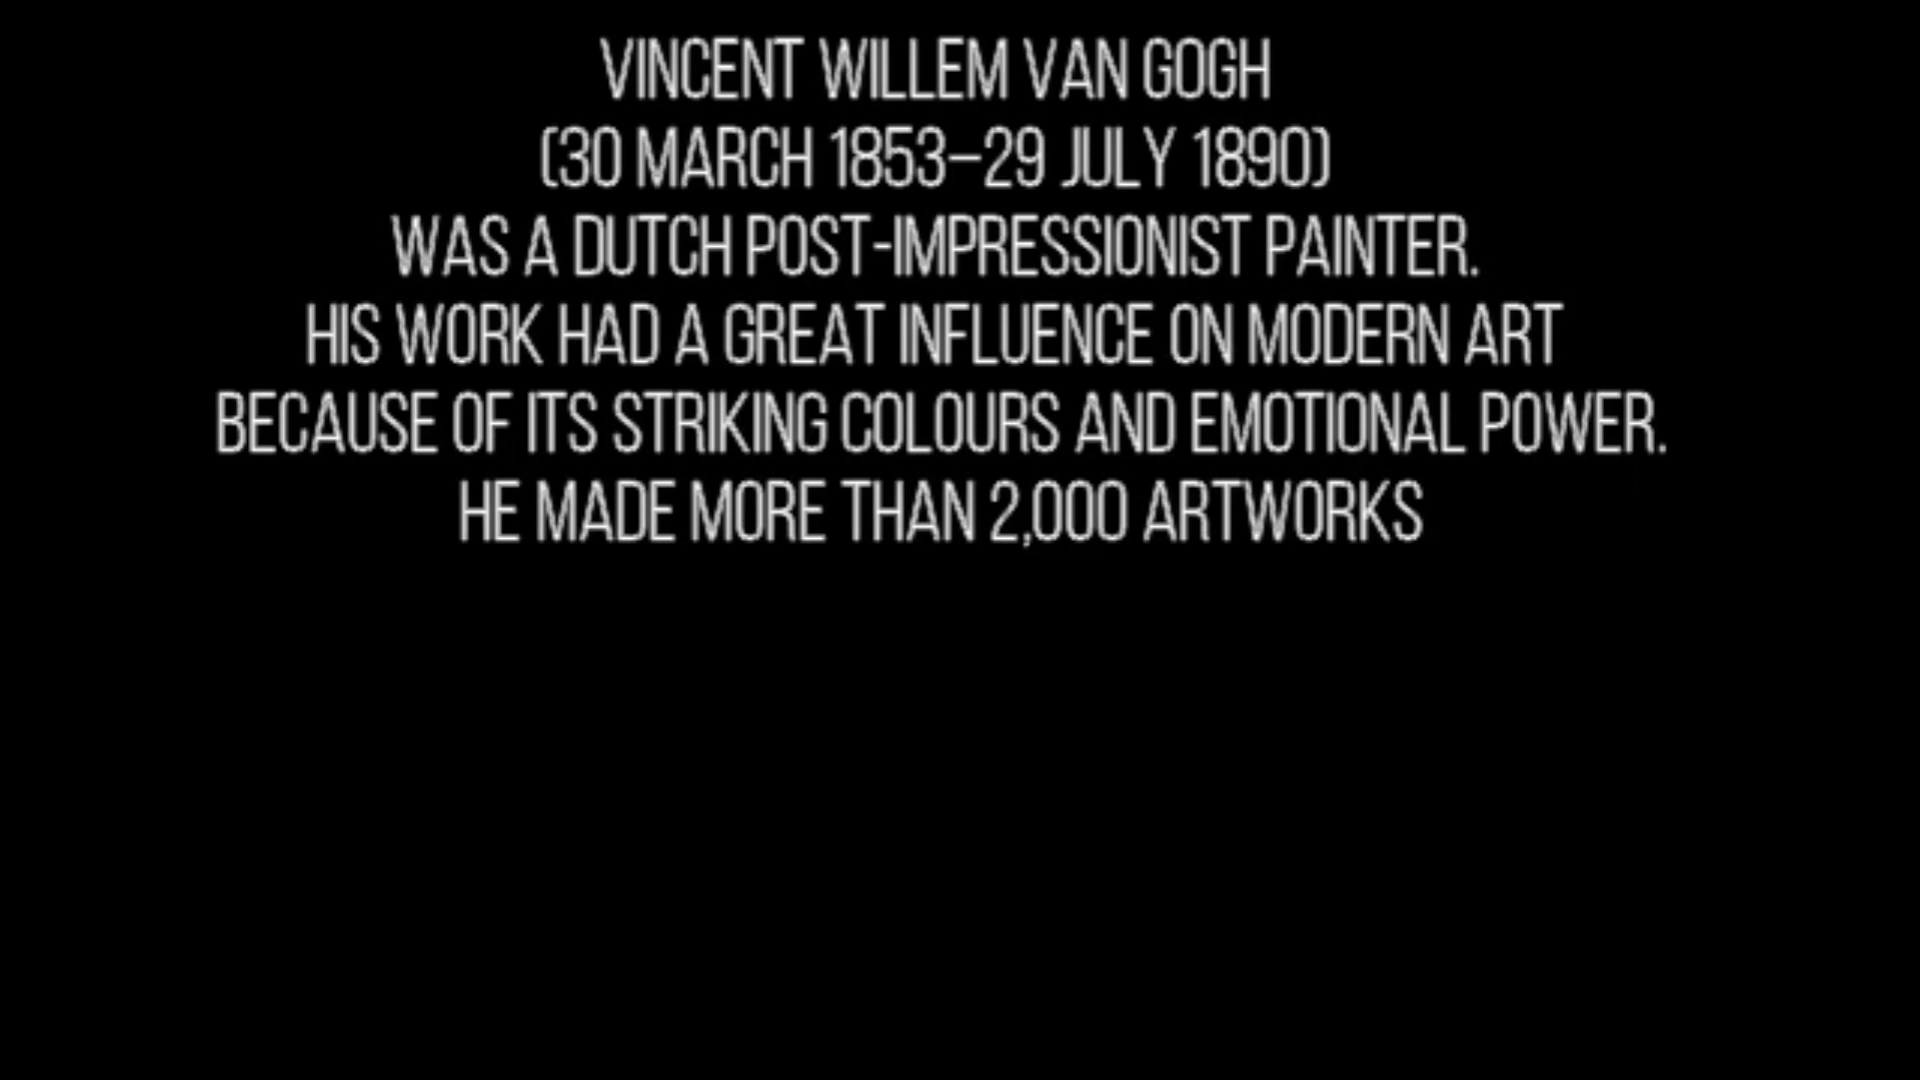 VINCENT WILLEM VAN GOGH
(30 MARCH 1853–29 JULY 1890)
WAS A DUTCH POST-IMPRESSIONIST PAINTER.
HIS WORK HAD A GREAT INFLUENCE ON MODERN ART
BECAUSE OF ITS STRIKING COLOURS AND EMOTIONAL POWER.
HE MADE MORE THAN 2,000 ARTWORKS